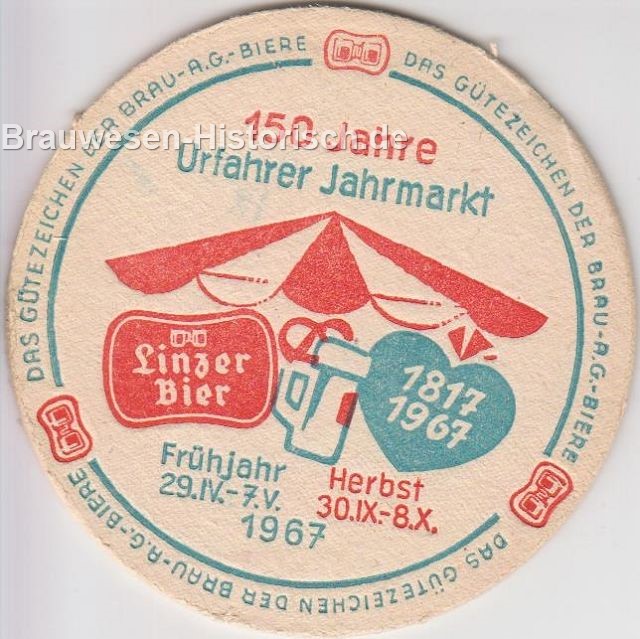 DAS GÜTEZEICHEN DER BRAU-A.G.-BIERE
DAS GÜTEZEICHEN DER BRAU-A.G.-BIERE
DAS GÜTEZEICHEN DER BRAU-A.G.-BIERE
Brauwesen-Historisch.de
150 Jahre
Urfahrer Jahrmarkt
Linzer
Bier
1817
1967
Frühjahr
29.IV.-7.V.
Herbst
30.IX.-8.X.
1967